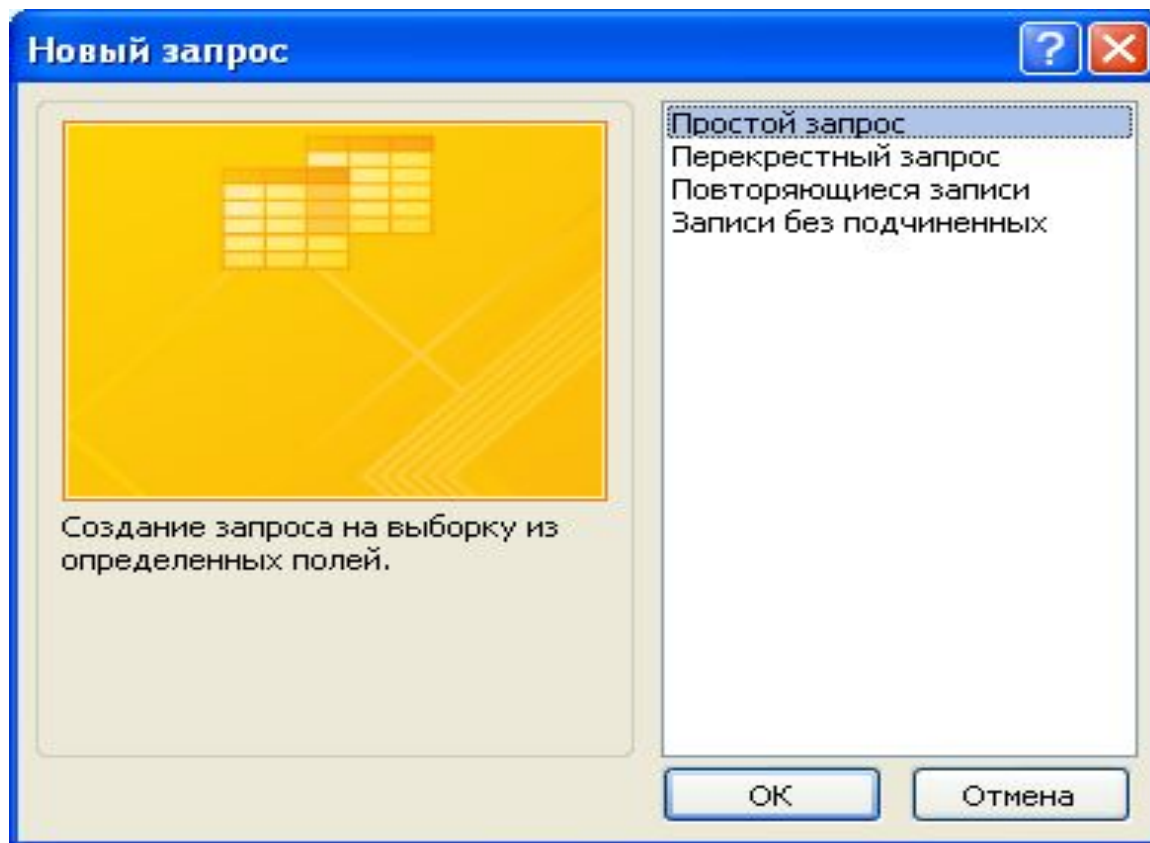 Новый запрос
?
Простой запрос
Перекрестный запрос
Повторяющиеся записи
Записи без подчиненных
Создание запроса на выборку из
определенных полей.
ОК
Отмена